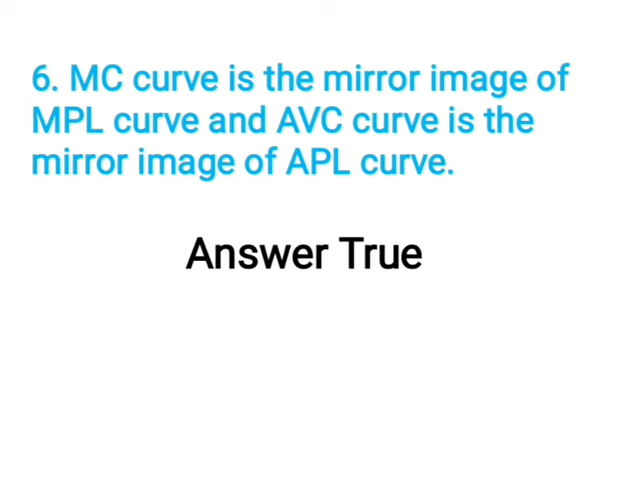 6. MC curve is the mirror image of
MPL curve and AVC curve is the
mirror image of APL curve.
Answer True